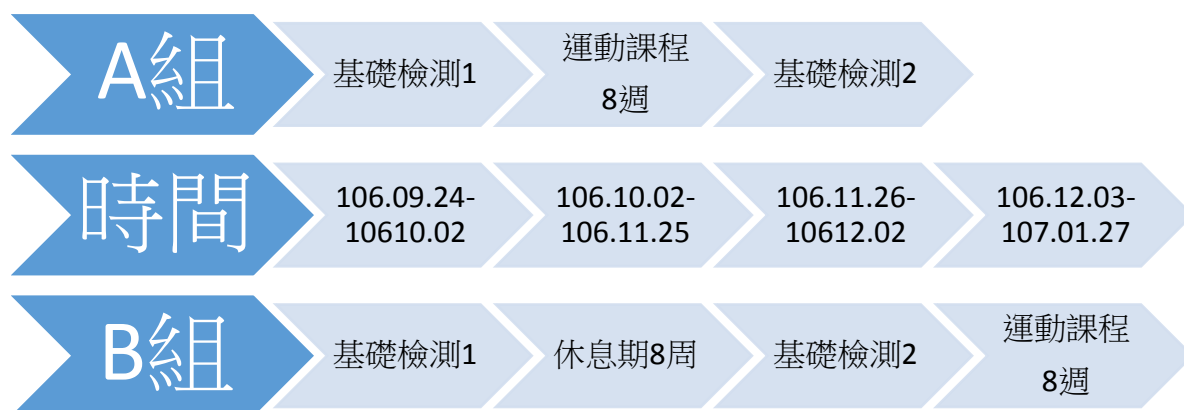 A組
基礎檢測1
運動課程
8週
基礎檢測2
時間
106.09.24-
10610.02
106.10.02-
106.11.25
106.11.26-
10612.02
106.12.03-
107.01.27
B組
基礎檢測1
休息期8周
基礎檢測2
運動課程
8週